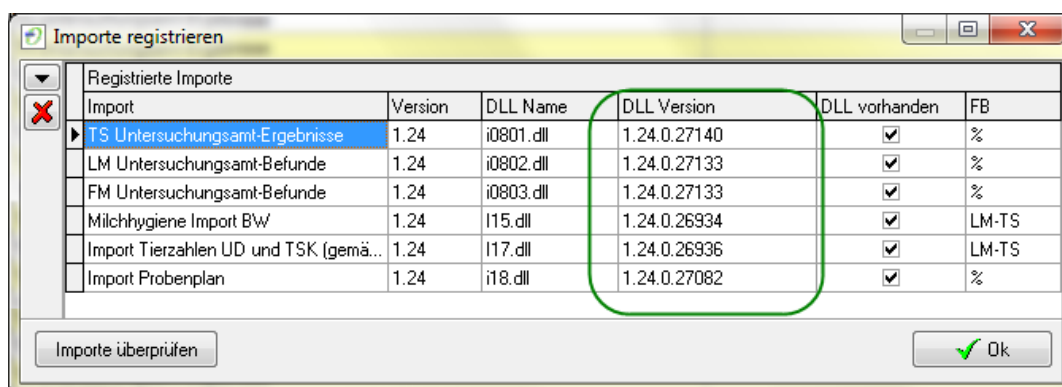 Importe registrieren
Registrierte Importe
Import Version DLL Name DLL Version DLL vorhanden FB
TS Untersuchungsamt-Ergebnisse 1.24 i0801.dll 1.24.0.27140 %
LM Untersuchungsamt-Befunde 1.24 i0802.dll 1.24.0.27133 %
FM Untersuchungsamt-Befunde 1.24 i0803.dll 1.24.0.27133 %
Milchhygiene Import BW 1.24 I15.dll 1.24.0.26934 LM-TS
Import Tierzahlen UD und TSK (gemä... 1.24 I17.dll 1.24.0.26936 LM-TS
Import Probenplan 1.24 i18.dll 1.24.0.27082 %
Importe überprüfen Ok